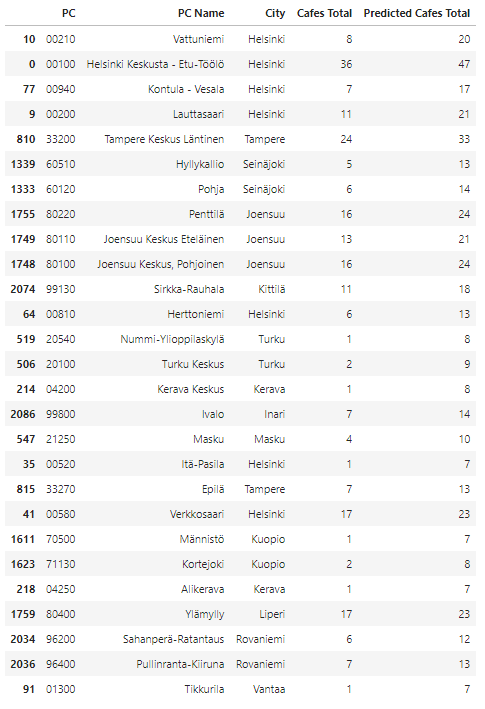 PC PC Name City Cafes Total Predicted Cafes Total
10 00210 Vattuniemi Helsinki 8 20
0 00100 Helsinki Keskusta - Etu-Töölö Helsinki 36 47
77 00940 Kontula - Vesala Helsinki 7 17
9 00200 Lauttasaari Helsinki 11 21
810 33200 Tampere Keskus Läntinen Tampere 24 33
1339 60510 Hyllykallio Seinäjoki 5 13
1333 60120 Pohja Seinäjoki 6 14
1755 80220 Penttilä Joensuu 16 24
1749 80110 Joensuu Keskus Eteläinen Joensuu 13 21
1748 80100 Joensuu Keskus, Pohjoinen Joensuu 16 24
2074 99130 Sirkka-Rauhala Kittilä 11 18
64 00810 Herttoniemi Helsinki 6 13
519 20540 Nummi-Ylioppilaskylä Turku 1 8
506 20100 Turku Keskus Turku 2 9
214 04200 Kerava Keskus Kerava 1 8
2086 99800 Ivalo Inari 7 14
547 21250 Masku Masku 4 10
35 00520 Itä-Pasila Helsinki 1 7
815 33270 Epilä Tampere 7 13
41 00580 Verkkosaari Helsinki 17 23
1611 70500 Männistö Kuopio 1 7
1623 71130 Kortejoki Kuopio 2 8
218 04250 Alikerava Kerava 1 7
1759 80400 Ylämylly Liperi 17 23
2034 96200 Sahanperä-Ratantaus Rovaniemi 6 12
2036 96400 Pullinranta-Kiiruna Rovaniemi 7 13
91 01300 Tikkurila Vantaa 1 7